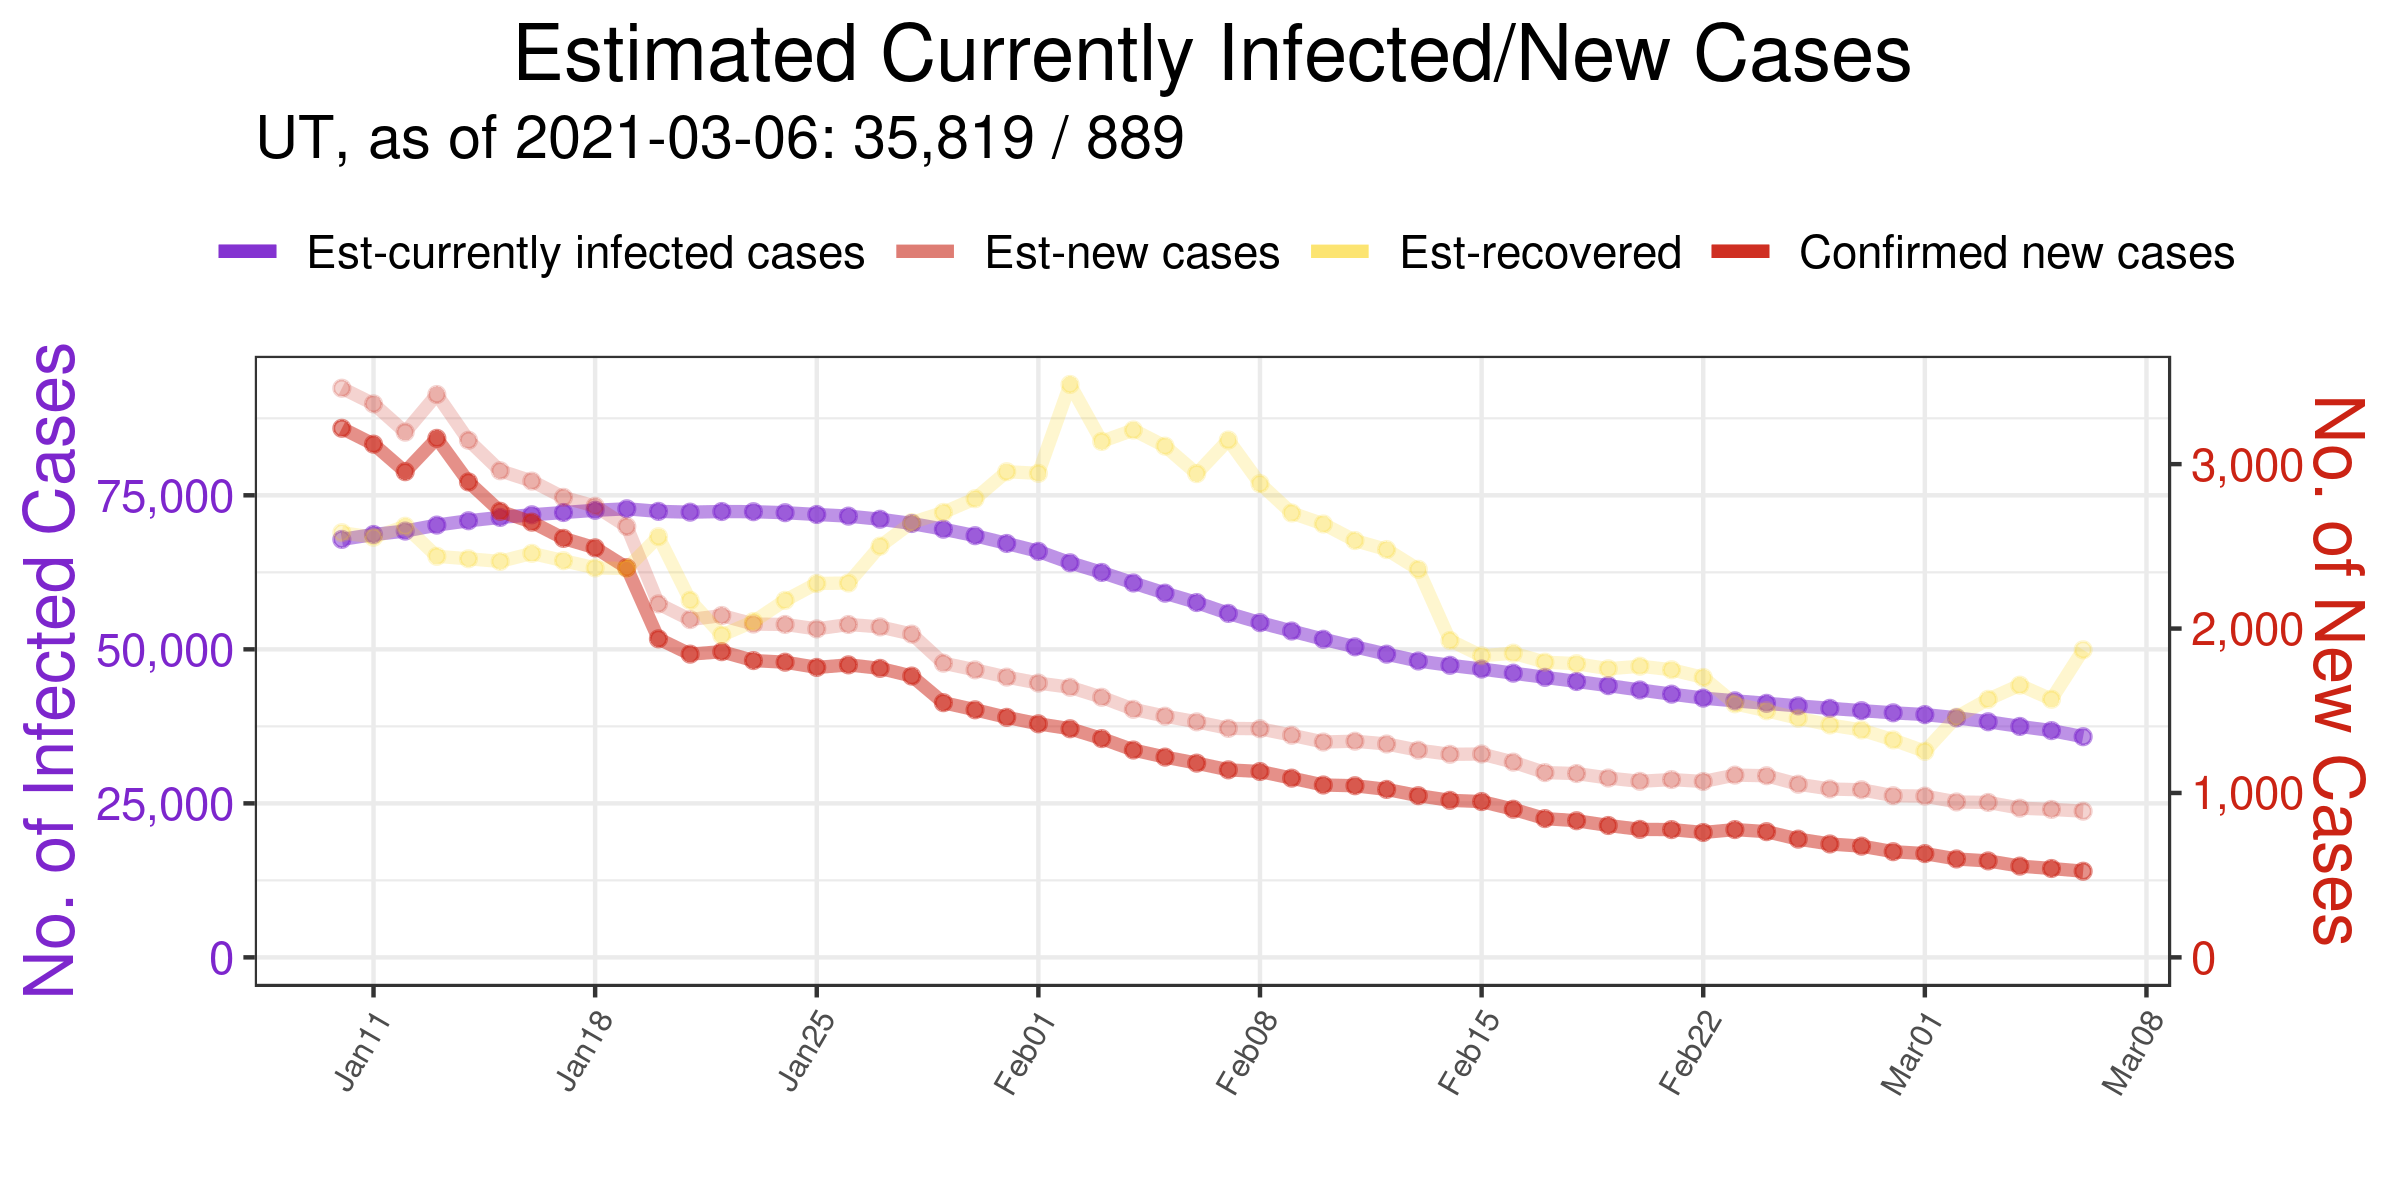 Estimated Currently Infected/New Cases
UT, as of 2021-03-06: 35,819 / 889
Est-currently infected cases Est-new cases Est-recovered Confirmed new cases
No. of Infected Cases
75,000
50,000
25,000
0
3,000
2,000
1,000
0
No. of New Cases
Jan11 Jan18 Jan25 Feb01 Feb08 Feb15 Feb22 Mar01 Mar08